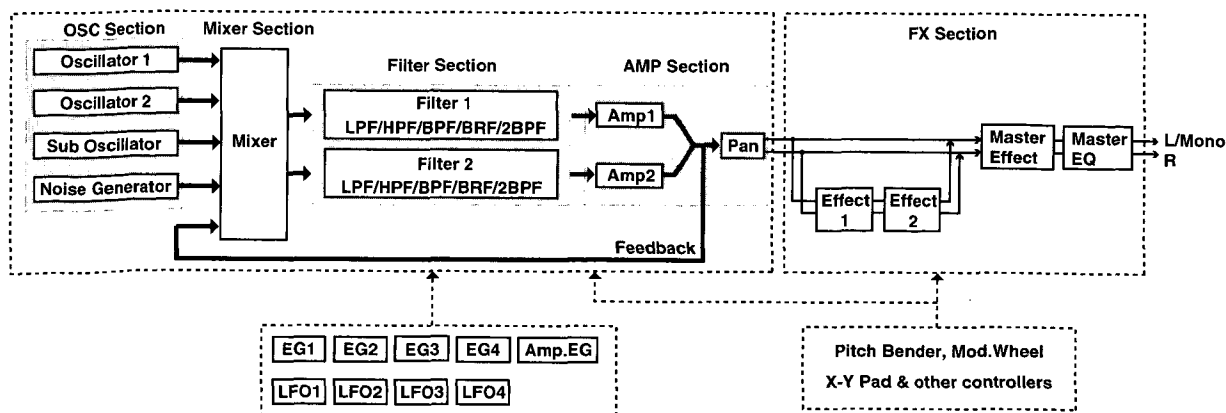 OSC Section
Mixer Section
Filter Section
AMP Section
FX Section
Oscillator 1
Oscillator 2
Sub Oscillator
Noise Generator
Mixer
Filter 1
LPF/HPF/BPF/BRF/2BPF
Filter 2
LPF/HPF/BPF/BRF/2BPF
Amp1
Amp2
Pan
Feedback
Effect
1
Effect
2
Master
Effect
Master
EQ
L/Mono
R
EG1 EG2 EG3 EG4 Amp.EG
LFO1 LFO2 LFO3 LFO4
Pitch Bender, Mod.Wheel
X-Y Pad & other controllers